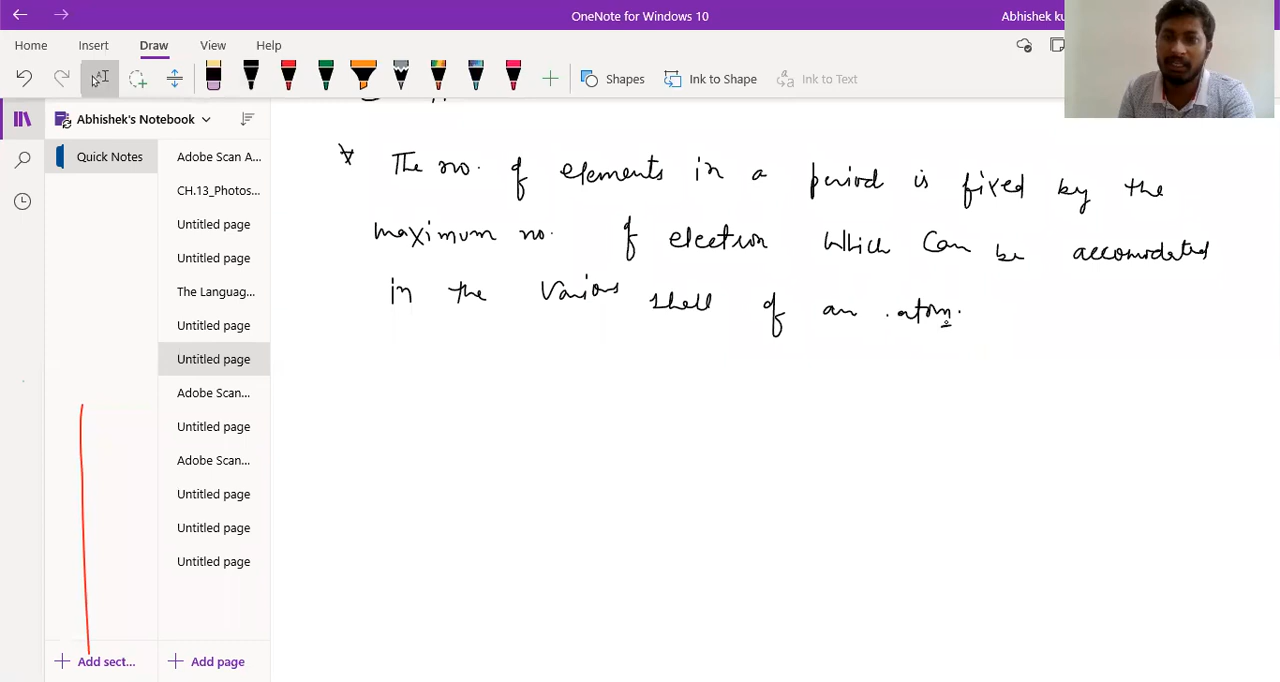 OneNote for Windows 10
Abhishek ku
Home Insert Draw View Help
Shapes Ink to Shape Ink to Text
Abhishek's Notebook
Quick Notes
Adobe Scan A...
CH.13_Photos...
Untitled page
Untitled page
The Languag...
Untitled page
Untitled page
Adobe Scan...
Untitled page
Adobe Scan...
Untitled page
Untitled page
Untitled page
Add sect... Add page
The no. of elements in a period is fixed by the
maximum no. of electron which can be accomodated
in the various shell of an atom.